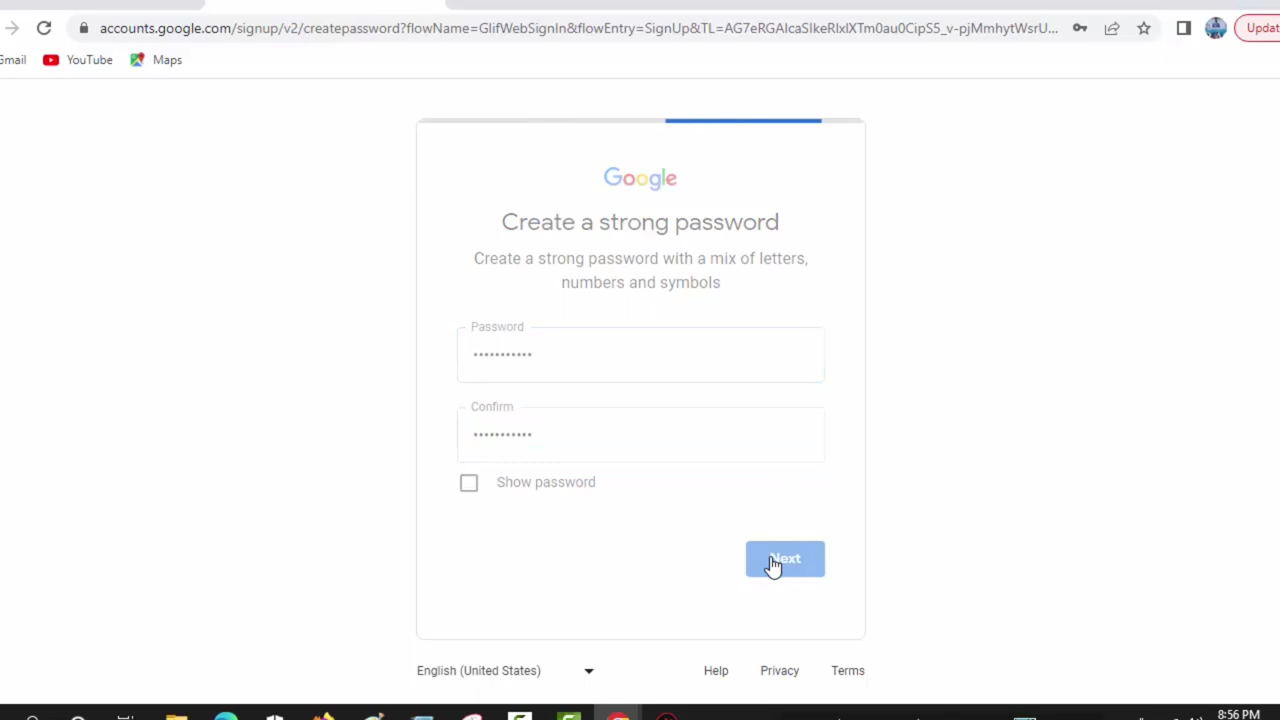 accounts.google.com/signup/v2/createpassword?flowName=GlifWebSignIn&flowEntry=SignUp&TL=AG7eRGAIcaSIkeRIxIXTm0au0CipS5_v-pjMmhytWsrU...
Updat
Gmail
YouTube
Maps
Google
Create a strong password
Create a strong password with a mix of letters,
numbers and symbols
Password
•••••••••••
Confirm
•••••••••••
Show password
Next
English (United States)
Help
Privacy
Terms
8:56 PM